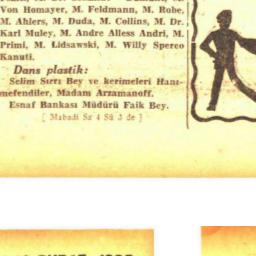 Von Homayer, M. Feldmann, M. Robe,
M. Ahlers, M. Duda, M. Collins, M. Dr.
Karl Muley, M. Andre Alless Andri, M.
Primi, M. Lidsawski, M. Willy Sperco
Kanuti.
Dans plastik:
Selim Sırrı Bey ve kerimeleri Hanı-
mefendiler, Madam Arzamanoff.
Esnaf Bankası Müdürü Faik Bey.
[ Mabadi Sa 4 Sü 3 de ]